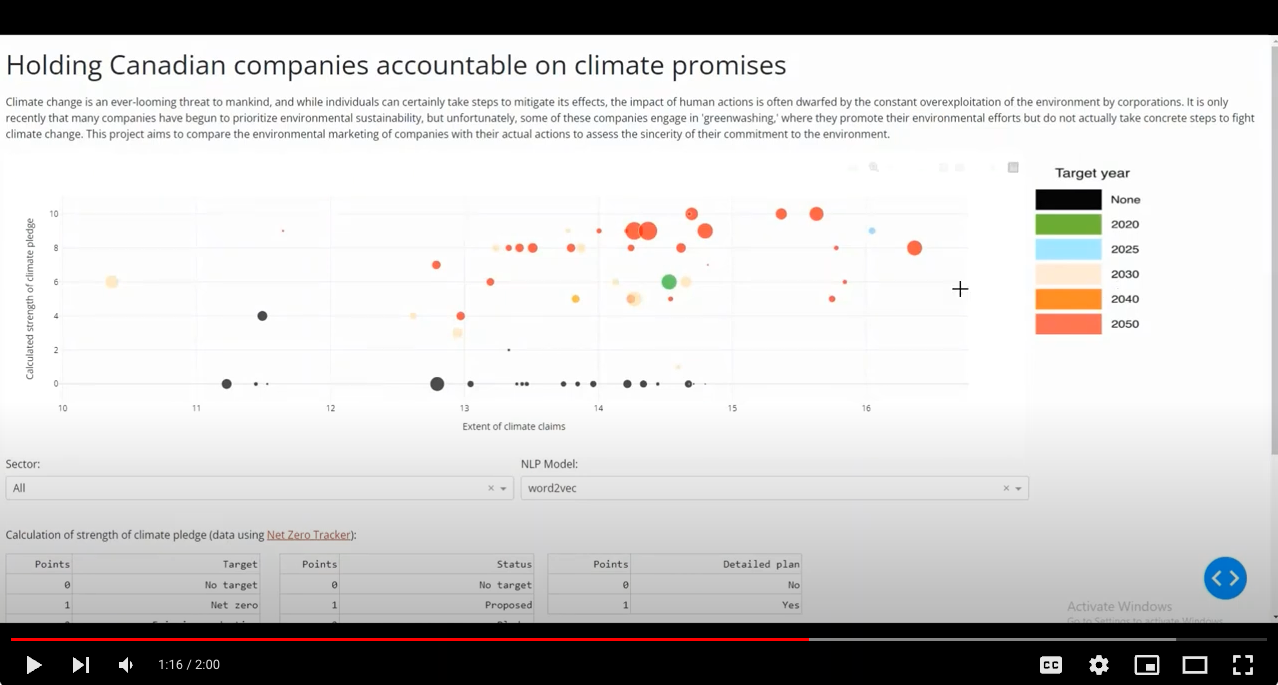 Holding Canadian companies accountable on climate promises
Climate change is an ever-looming threat to mankind, and while individuals can certainly take steps to mitigate its effects, the impact of human actions is often dwarfed by the constant overexploitation of the environment by corporations. It is only
recently that many companies have begun to prioritize environmental sustainability, but unfortunately, some of these companies engage in 'greenwashing,' where they promote their environmental efforts but do not actually take concrete steps to fight
climate change. This project aims to compare the environmental marketing of companies with their actual actions to assess the sincerity of their commitment to the environment.
Target year
None
2020
2025
2030
2040
2050
Calculated strength of climate pledge
10
8
6
4
2
0
10 11 12 13 14 15 16
Extent of climate claims
Sector: NLP Model:
All × word2vec ×
Calculation of strength of climate pledge (data using Net Zero Tracker):
Points Target Points Status Points Detailed plan
0 No target 0 No target 0 No
1 Net zero 1 Proposed 1 Yes
Activate Windows
Go to Settings to activate Windows.
1:16 / 2:00
CC